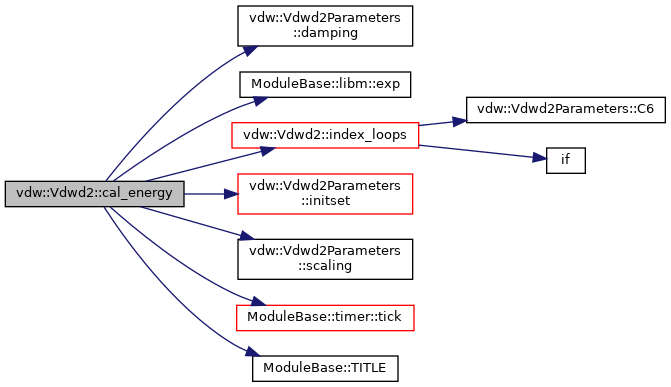 vdw::Vdwd2::cal_energy
vdw::Vdwd2Parameters
::damping
ModuleBase::libm::exp
vdw::Vdwd2::index_loops
vdw::Vdwd2Parameters::C6
if
vdw::Vdwd2Parameters
::initset
vdw::Vdwd2Parameters
::scaling
ModuleBase::timer::tick
ModuleBase::TITLE